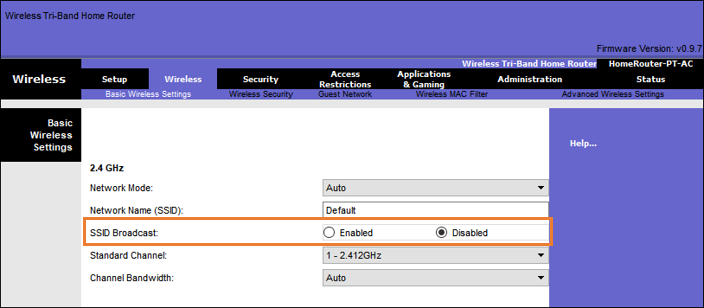 Wireless Tri-Band Home Router
Firmware Version: v0.9.7
Wireless Tri-Band Home Router HomeRouter-PT-AC
Wireless Setup Wireless Security Access Restrictions Applications & Gaming Administration Status
Basic Wireless Settings Wireless Security Guest Network Wireless MAC Filter Advanced Wireless Settings
Basic
Wireless
Settings
Help...
2.4 GHz
Network Mode: Auto
Network Name (SSID): Default
SSID Broadcast: Enabled Disabled
Standard Channel: 1 - 2.412GHz
Channel Bandwidth: Auto